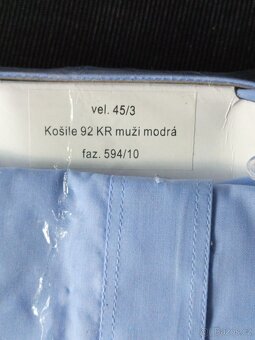 vel. 45/3
Košile 92 KR muži modrá
faz. 594/10